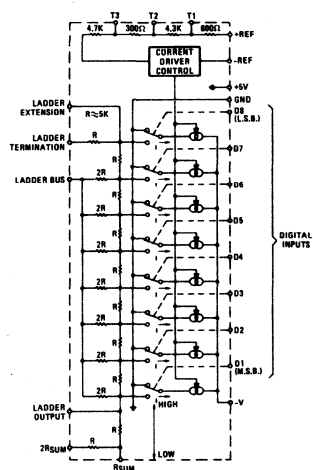 T3 T2 T1
4.7K 300Ω 4.3K 600Ω
+REF
CURRENT
DRIVER
CONTROL
-REF
+5V
GND
LADDER
EXTENSION
R≈5K
D8
(L.S.B.)
LADDER
TERMINATION
R
D7
R
LADDER BUS
2R
D6
R
2R
D5
R
2R
D4
R
DIGITAL
INPUTS
2R
D3
R
2R
D2
R
2R
D1
(M.S.B.)
R
2R
HIGH
-V
LADDER
OUTPUT
R
2RSUM
R
LOW
RSUM